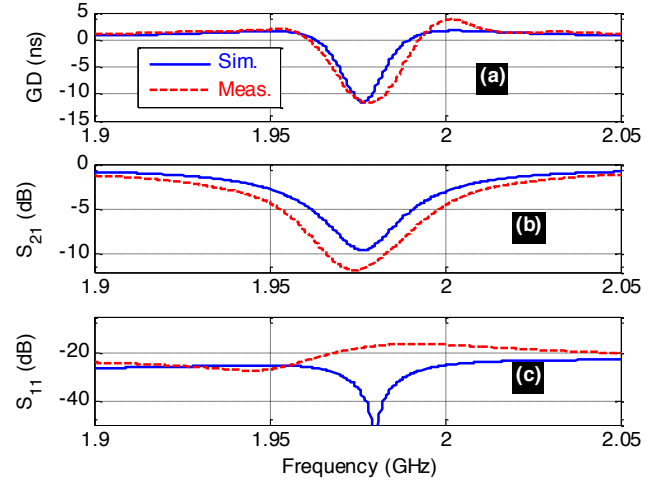 GD (ns)
5
0
-5
-10
-15
Sim.
Meas.
(a)
1.9
1.95
2
2.05
S21 (dB)
0
-5
-10
(b)
1.9
1.95
2
2.05
S11 (dB)
-20
-40
(c)
1.9
1.95
2
2.05
Frequency (GHz)